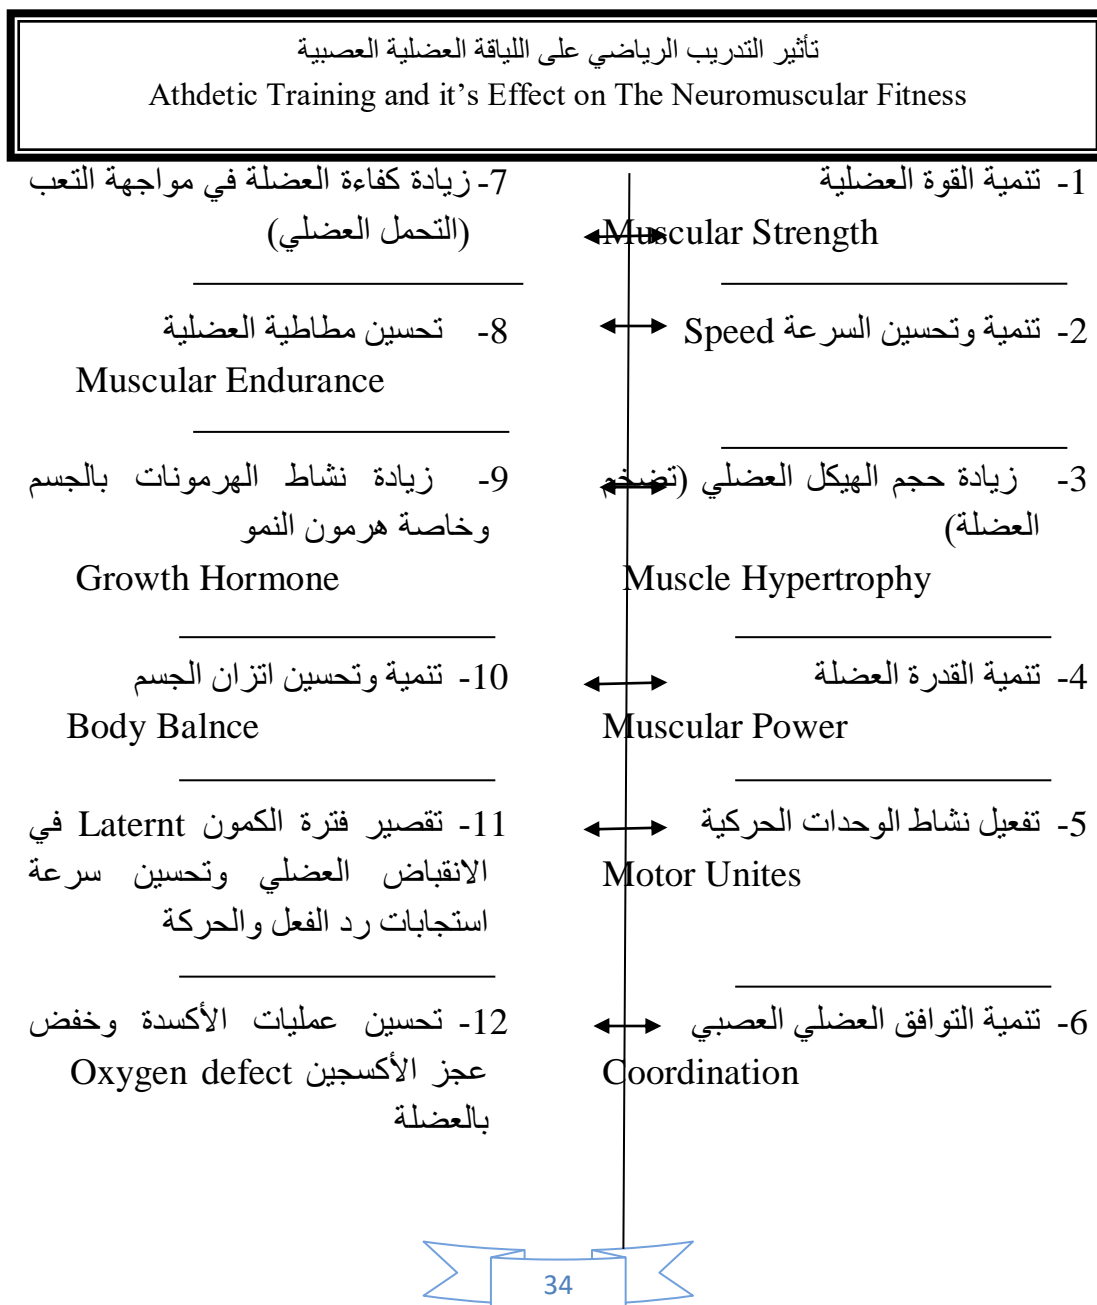 تأثير التدريب الرياضي على اللياقة العضلية العصبية
Athdetic Training and it’s Effect on The Neuromuscular Fitness
1- تنمية القوة العضلية
Muscular Strength
2- تنمية وتحسين السرعة Speed
3- زيادة حجم الهيكل العضلي (تضخم
العضلة)
Muscle Hypertrophy
4- تنمية القدرة العضلة
Muscular Power
5- تفعيل نشاط الوحدات الحركية
Motor Unites
6- تنمية التوافق العضلي العصبي
Coordination
7- زيادة كفاءة العضلة في مواجهة التعب
(التحمل العضلي)
8- تحسين مطاطية العضلية
Muscular Endurance
9- زيادة نشاط الهرمونات بالجسم
وخاصة هرمون النمو
Growth Hormone
10- تنمية وتحسين اتزان الجسم
Body Balnce
11- تقصير فترة الكمون Laternt في
الانقباض العضلي وتحسين سرعة
استجابات رد الفعل والحركة
12- تحسين عمليات الأكسدة وخفض
عجز الأكسجين Oxygen defect
بالعضلة
34